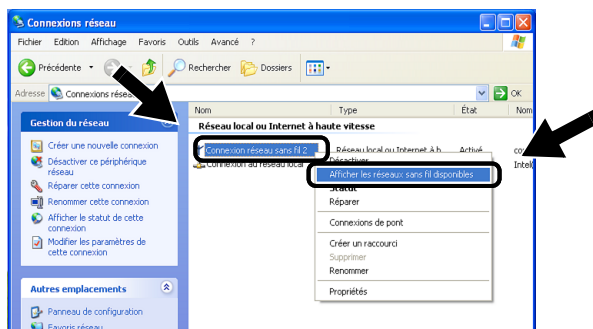 Connexions réseau
Fichier Edition Affichage Favoris Outils Avancé ?
Précédente Rechercher Dossiers
Adresse Connexions réseau OK
Nom Type État Nom
Gestion du réseau
Réseau local ou Internet à haute vitesse
Créer une nouvelle connexion
Connexion réseau sans fil 2 Réseau local ou Internet à h... Activé
Désactiver ce périphérique
réseau
Connexion au réseau local
Désactiver
Afficher les réseaux sans fil disponibles
Statut
Réparer
Connexions de pont
Créer un raccourci
Supprimer
Renommer
Propriétés
Réparer cette connexion
Renommer cette connexion
Afficher le statut de cette
connexion
Modifier les paramètres de
cette connexion
Autres emplacements
Panneau de configuration
Favoris réseau